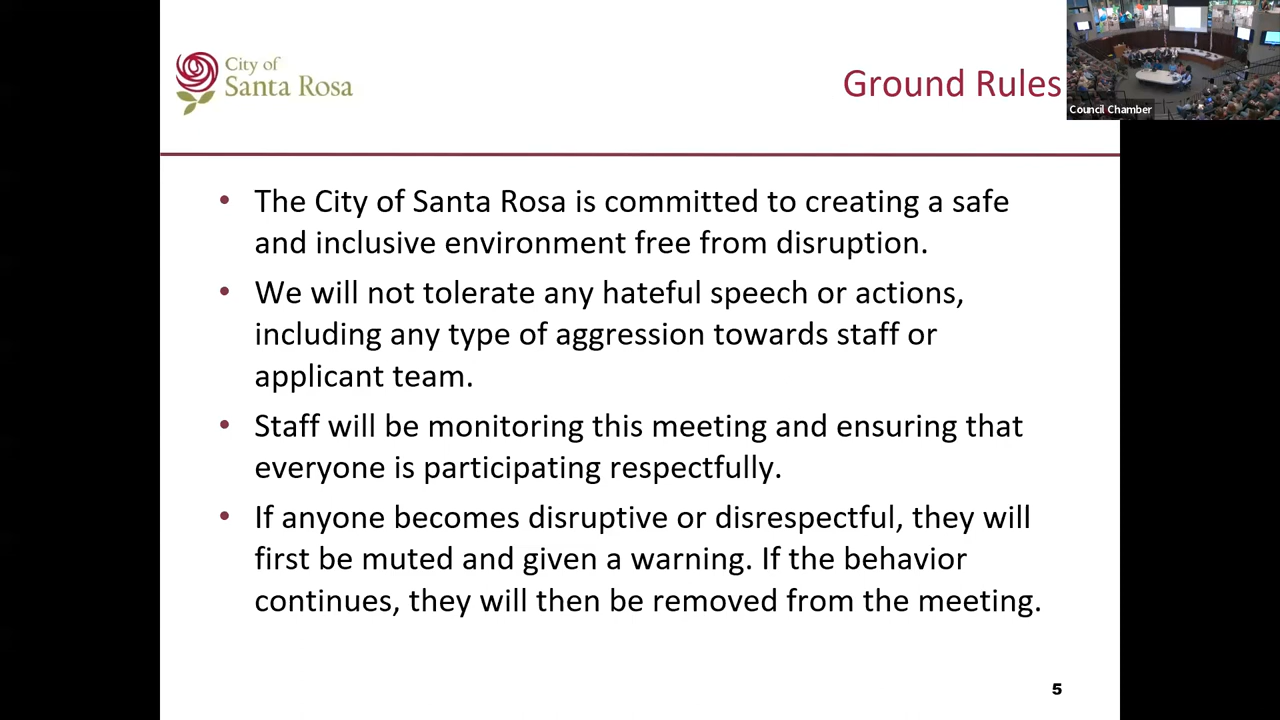 City of
Santa Rosa
Ground Rules
Council Chamber
• The City of Santa Rosa is committed to creating a safe
and inclusive environment free from disruption.
• We will not tolerate any hateful speech or actions,
including any type of aggression towards staff or
applicant team.
• Staff will be monitoring this meeting and ensuring that
everyone is participating respectfully.
• If anyone becomes disruptive or disrespectful, they will
first be muted and given a warning. If the behavior
continues, they will then be removed from the meeting.
5